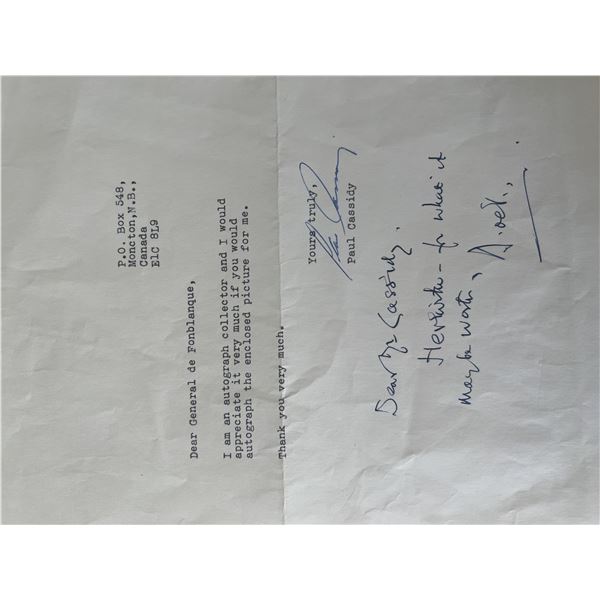 P.O. Box 548,
Moncton,N.B.,
Canada
E1C 8L9
Dear General de Fonblanque,
I am an autograph collector and I would
appreciate it very much if you would
autograph the enclosed picture for me.
Thank you very much.
Yours truly,
Paul Cassidy
Dear Mr Cassidy,
Herewith - for what it
may be worth,